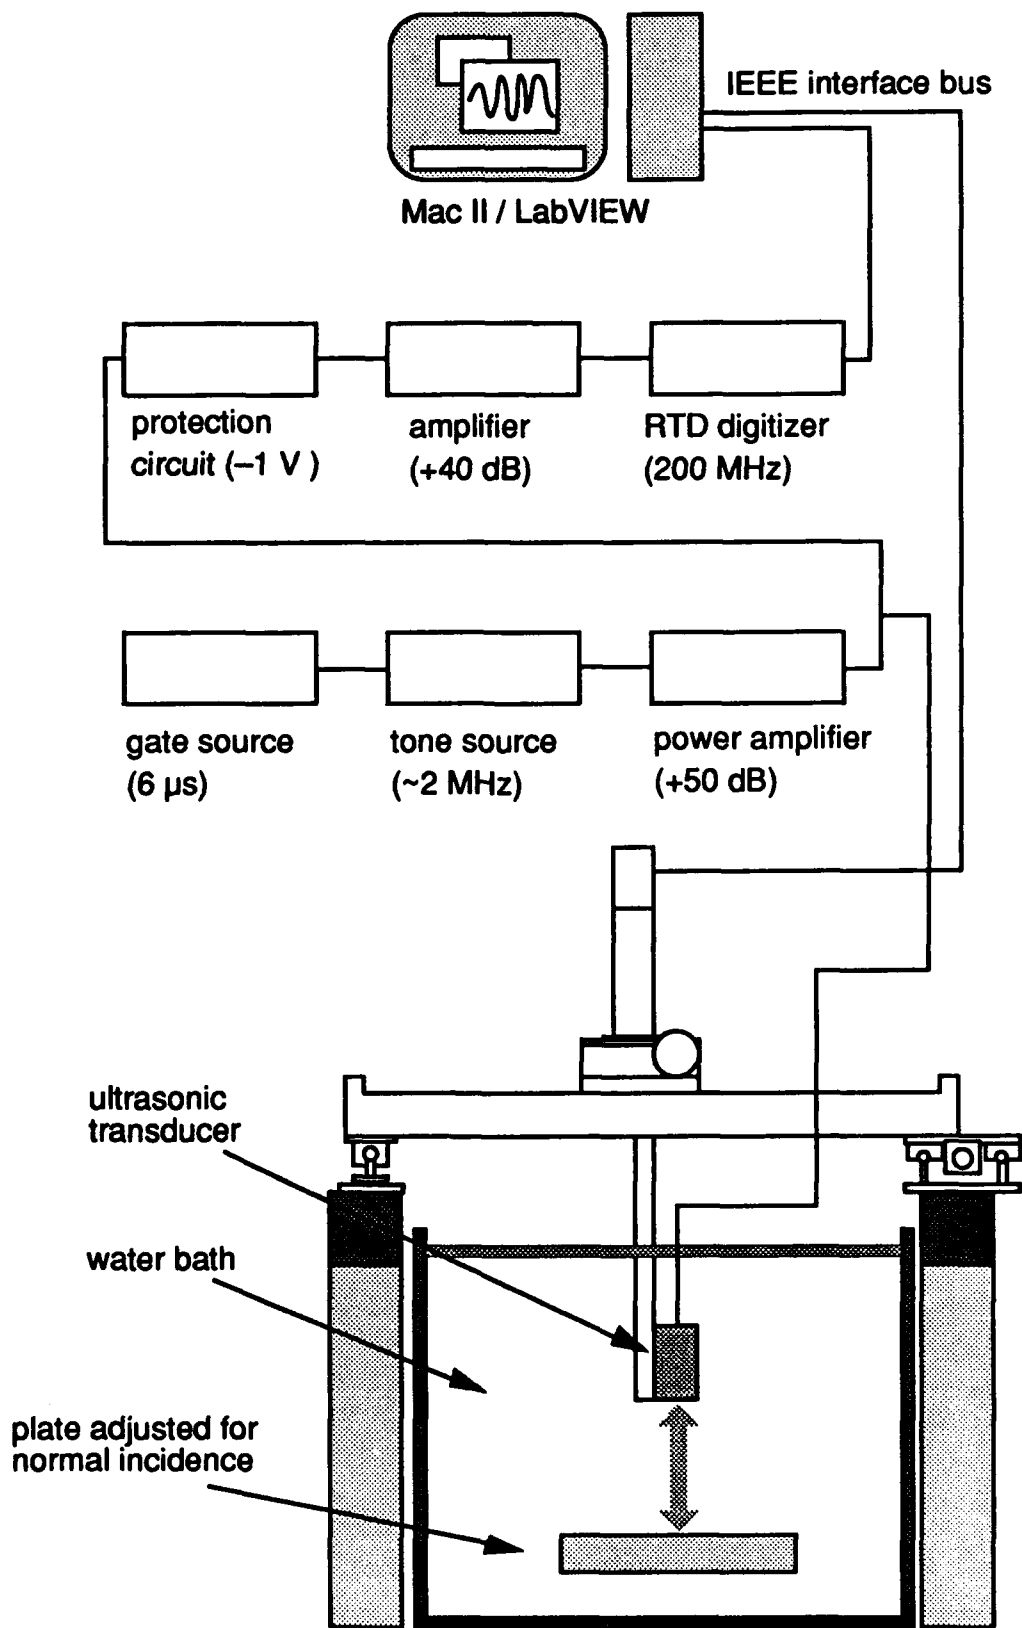 IEEE interface bus
Mac II / LabVIEW
protection
circuit (–1 V )
amplifier
(+40 dB)
RTD digitizer
(200 MHz)
gate source
(6 µs)
tone source
(~2 MHz)
power amplifier
(+50 dB)
ultrasonic
transducer
water bath
plate adjusted for
normal incidence